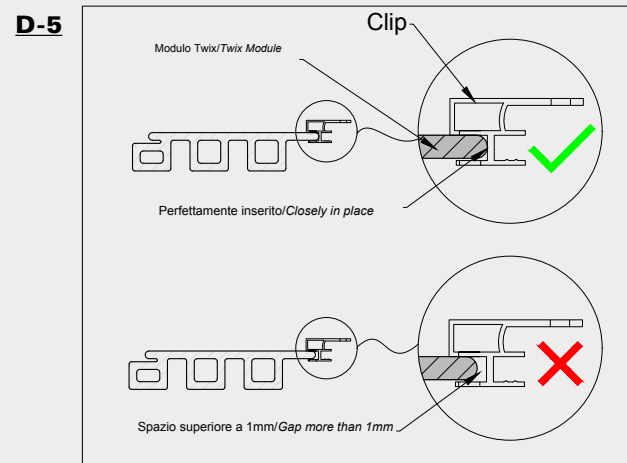 D-5
Clip
Modulo Twix/Twix Module
Perfettamente inserito/Closely in place
Spazio superiore a 1mm/Gap more than 1mm